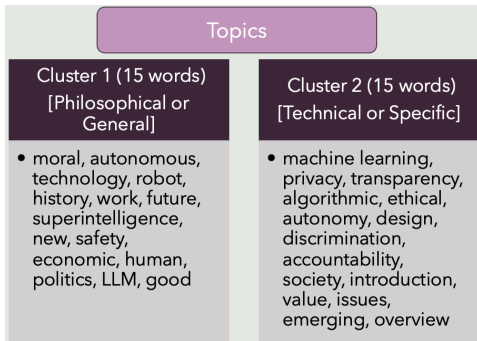 Topics
Cluster 1 (15 words)
[Philosophical or
General]
• moral, autonomous,
technology, robot,
history, work, future,
superintelligence,
new, safety,
economic, human,
politics, LLM, good
Cluster 2 (15 words)
[Technical or Specific]
• machine learning,
privacy, transparency,
algorithmic, ethical,
autonomy, design,
discrimination,
accountability,
society, introduction,
value, issues,
emerging, overview